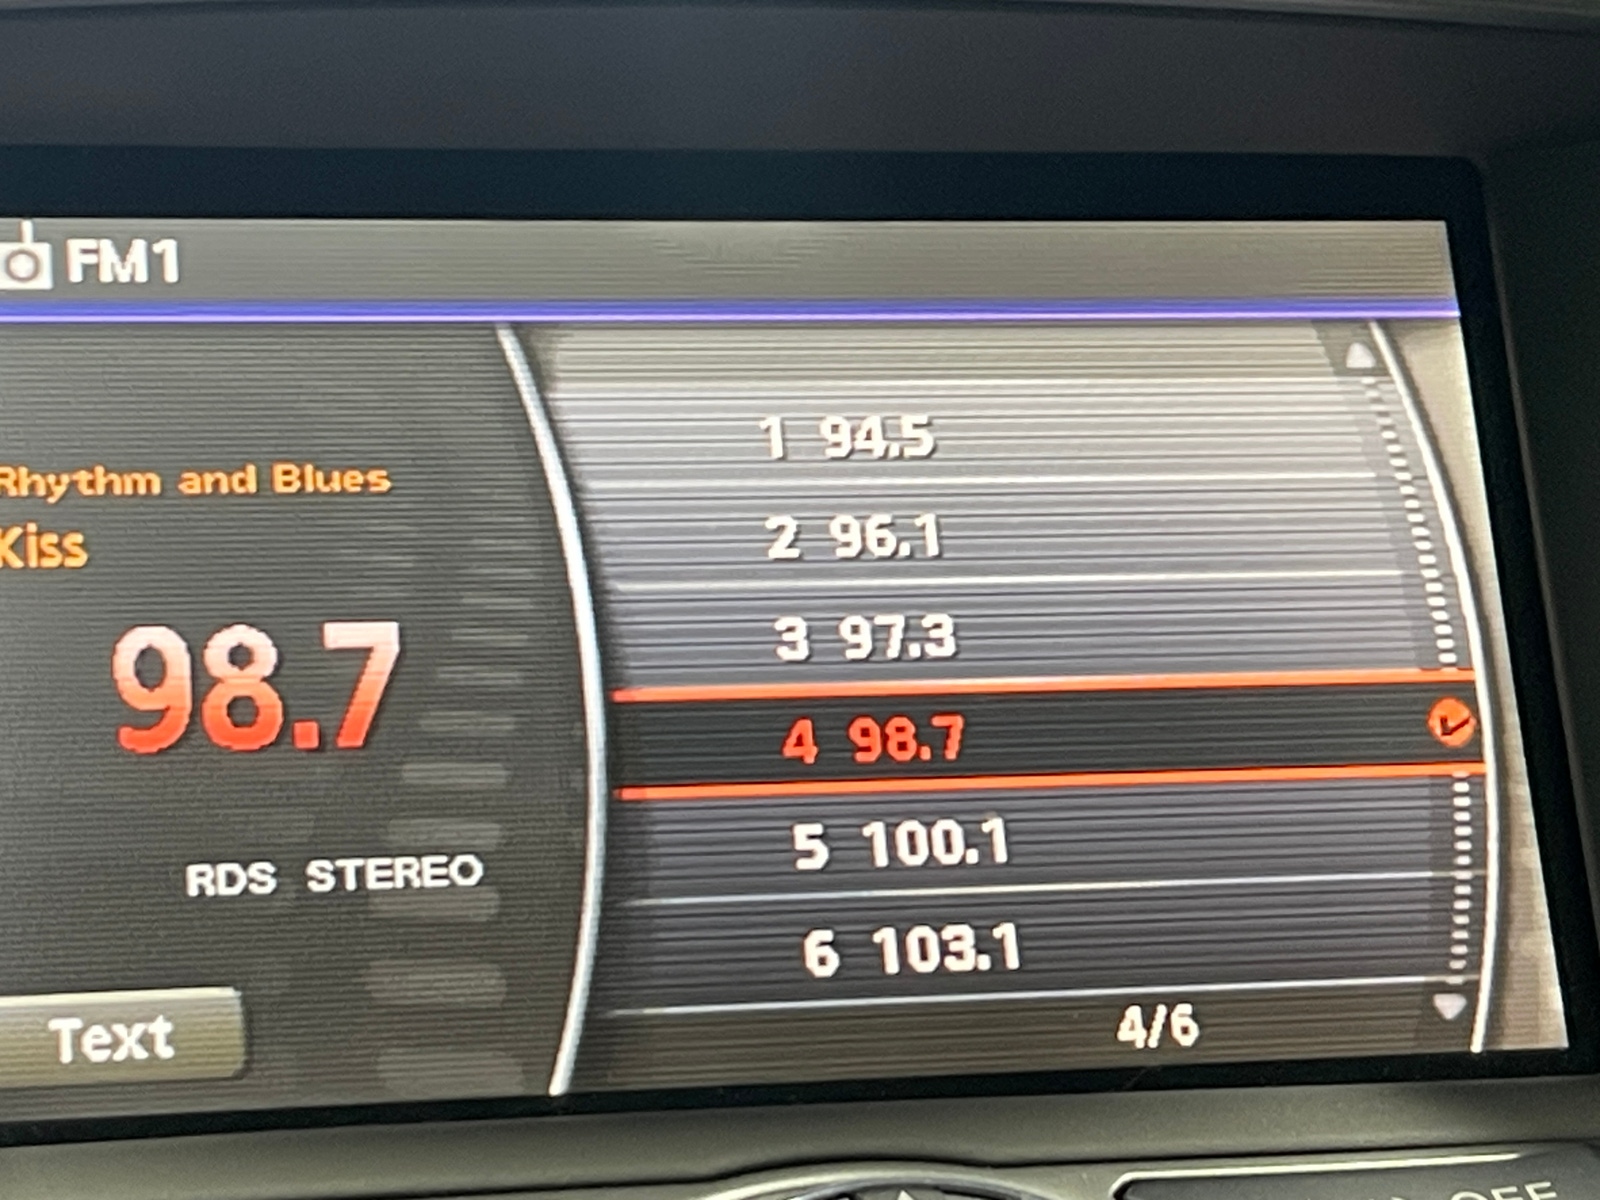 FM1
Rhythm and Blues
Kiss
98.7
RDS STEREO
Text
1 94.5
2 96.1
3 97.3
4 98.7
5 100.1
6 103.1
4/6
OFF